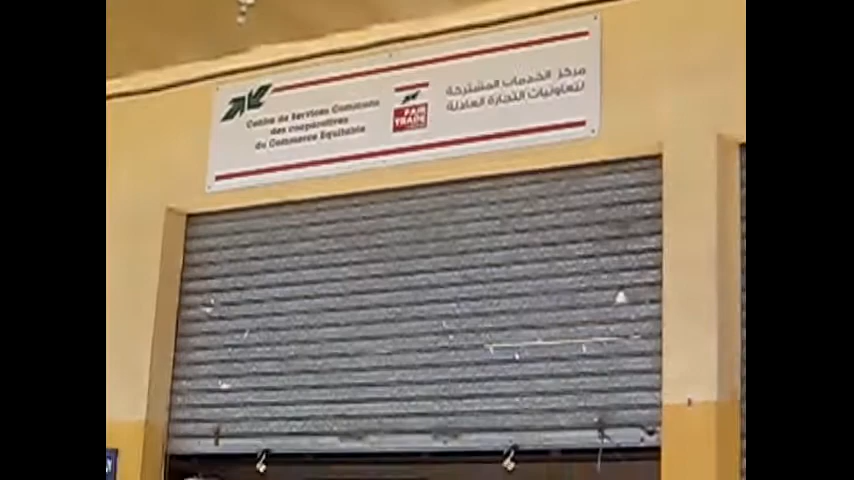 Centre de Services Communs
des coopératives
du Commerce Equitable
FAIR
TRADE
مركز الخدمات المشتركة
لتعاونيات التجارة العادلة